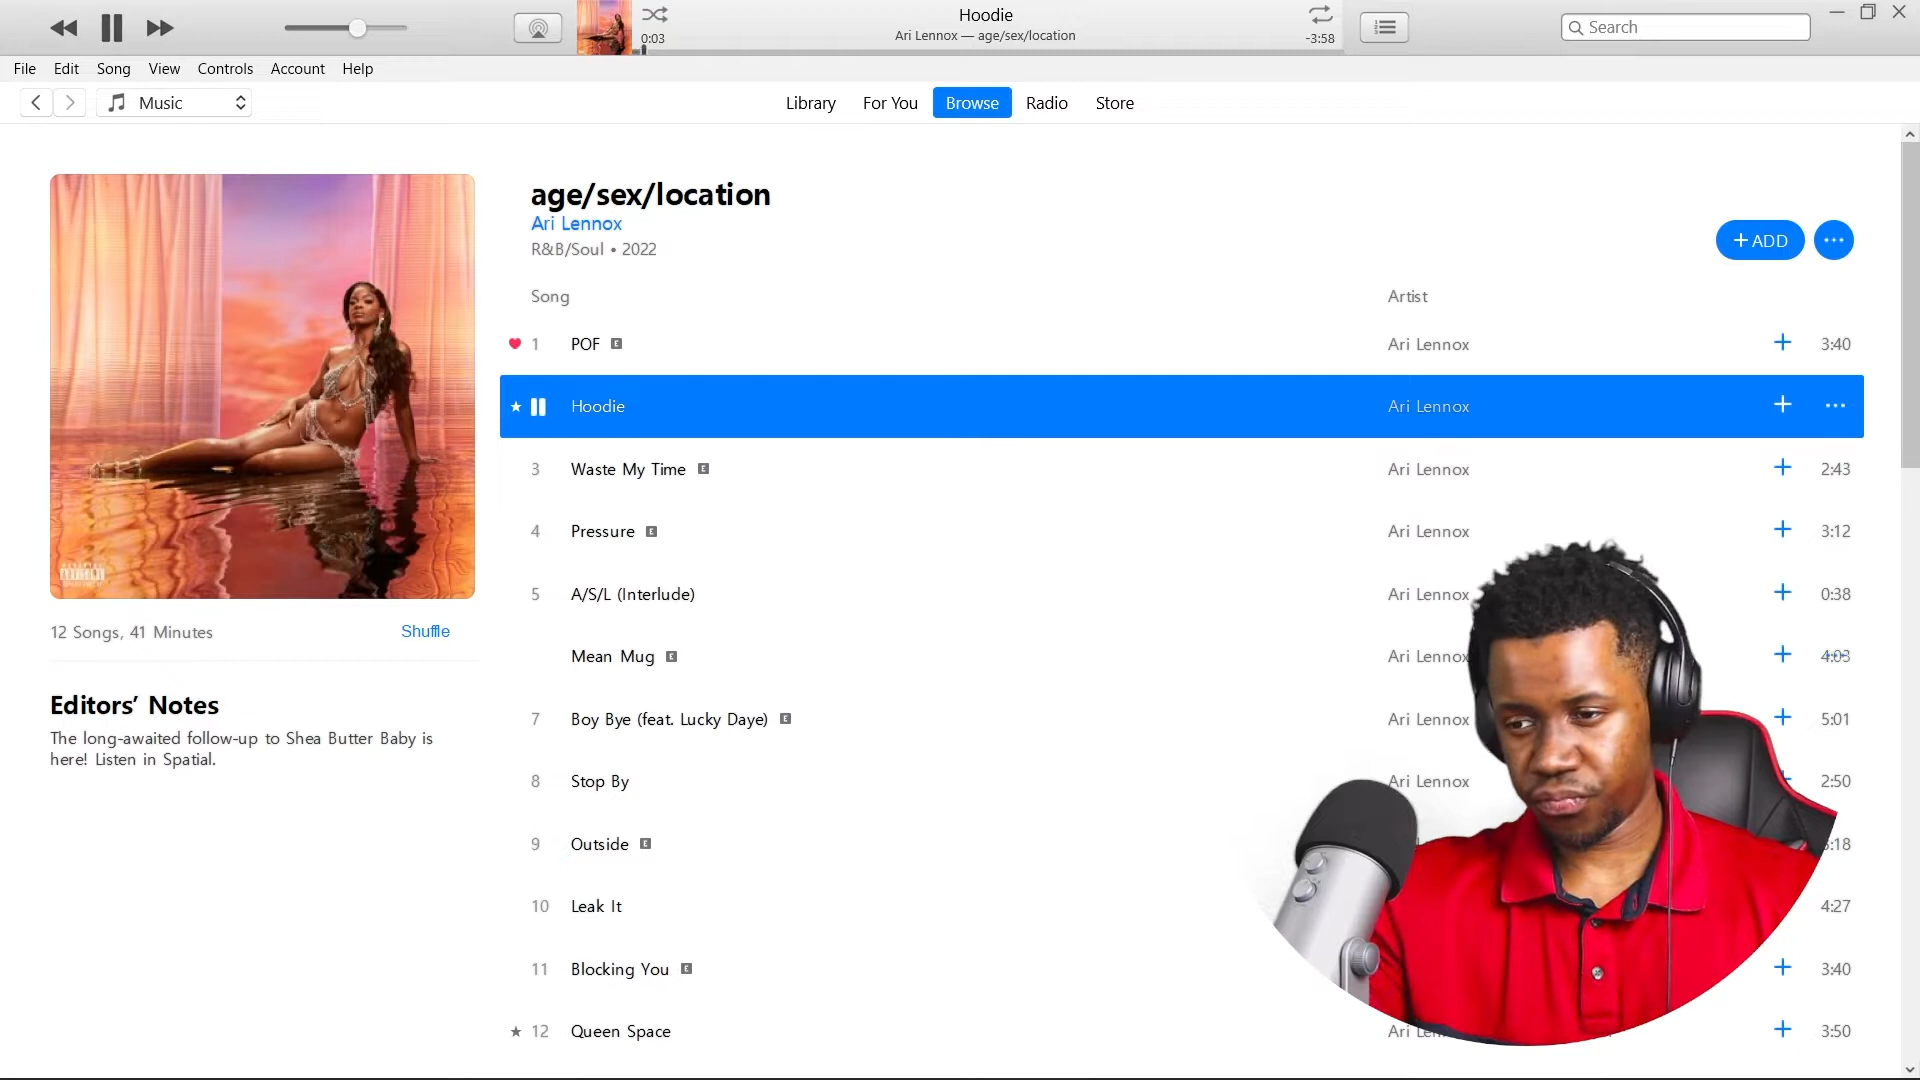 Hoodie
Ari Lennox — age/sex/location
0:03
-3:58
Search
File Edit Song View Controls Account Help
Music
Library For You Browse Radio Store
age/sex/location
Ari Lennox
R&B/Soul • 2022
+ ADD
Song Artist
1 POF E Ari Lennox 3:40
Hoodie Ari Lennox
3 Waste My Time E Ari Lennox 2:43
4 Pressure E Ari Lennox 3:12
5 A/S/L (Interlude) Ari Lennox 0:38
Mean Mug E Ari Lennox 4:03
7 Boy Bye (feat. Lucky Daye) E Ari Lennox 5:01
8 Stop By Ari Lennox 2:50
9 Outside E :18
10 Leak It 4:27
11 Blocking You E 3:40
12 Queen Space Ari 3:50
12 Songs, 41 Minutes
Shuffle
Editors’ Notes
The long-awaited follow-up to Shea Butter Baby is
here! Listen in Spatial.